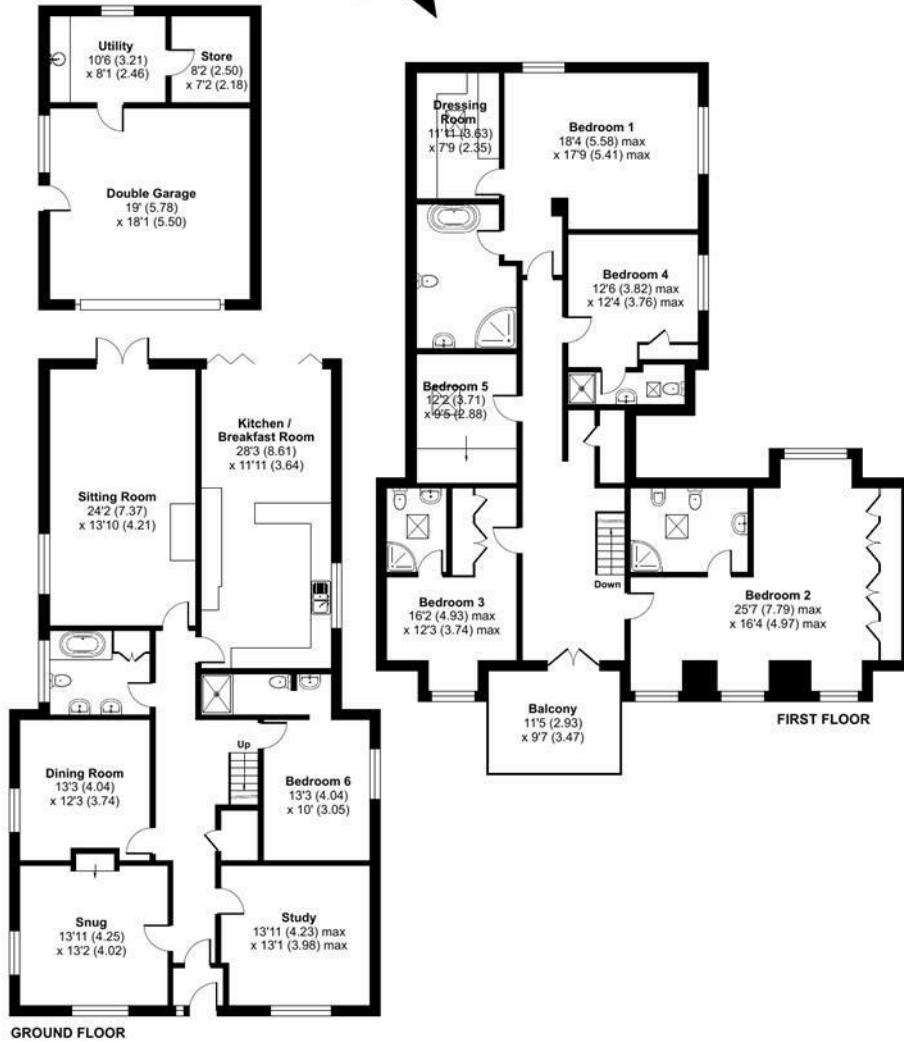 Utility
10'6 (3.21)
x 8'1 (2.46)
Store
8'2 (2.50)
x 7'2 (2.18)
Double Garage
19' (5.78)
x 18'1 (5.50)
Sitting Room
24'2 (7.37)
x 13'10 (4.21)
Kitchen /
Breakfast Room
28'3 (8.61)
x 11'11 (3.64)
Up
Dining Room
13'3 (4.04)
x 12'3 (3.74)
Bedroom 6
13'3 (4.04)
x 10' (3.05)
Snug
13'11 (4.25)
x 13'2 (4.02)
Study
13'11 (4.23) max
x 13'1 (3.98) max
GROUND FLOOR
Dressing
Room
11'11 (3.63)
x 7'9 (2.35)
Bedroom 1
18'4 (5.58) max
x 17'9 (5.41) max
Bedroom 4
12'6 (3.82) max
x 12'4 (3.76) max
Bedroom 5
12'2 (3.71)
x 9'5 (2.88)
Down
Bedroom 3
16'2 (4.93) max
x 12'3 (3.74) max
Bedroom 2
25'7 (7.79) max
x 16'4 (4.97) max
Balcony
11'5 (2.93)
x 9'7 (3.47)
FIRST FLOOR